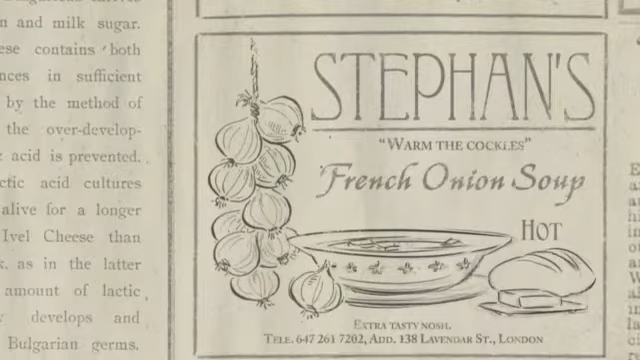 n and milk sugar.
ese contains both
nces in sufficient
by the method of
the over-develop-
acid is prevented.
ctic acid cultures
alive for a longer
Ivel Cheese than
k. as in the latter
amount of lactic
develops and
Bulgarian germs.
STEPHAN'S
"WARM THE COCKLES"
French Onion Soup
HOT
EXTRA TASTY NOSH.
TELE. 647 261 7202, ADD. 138 LAVENDAR ST., LONDON